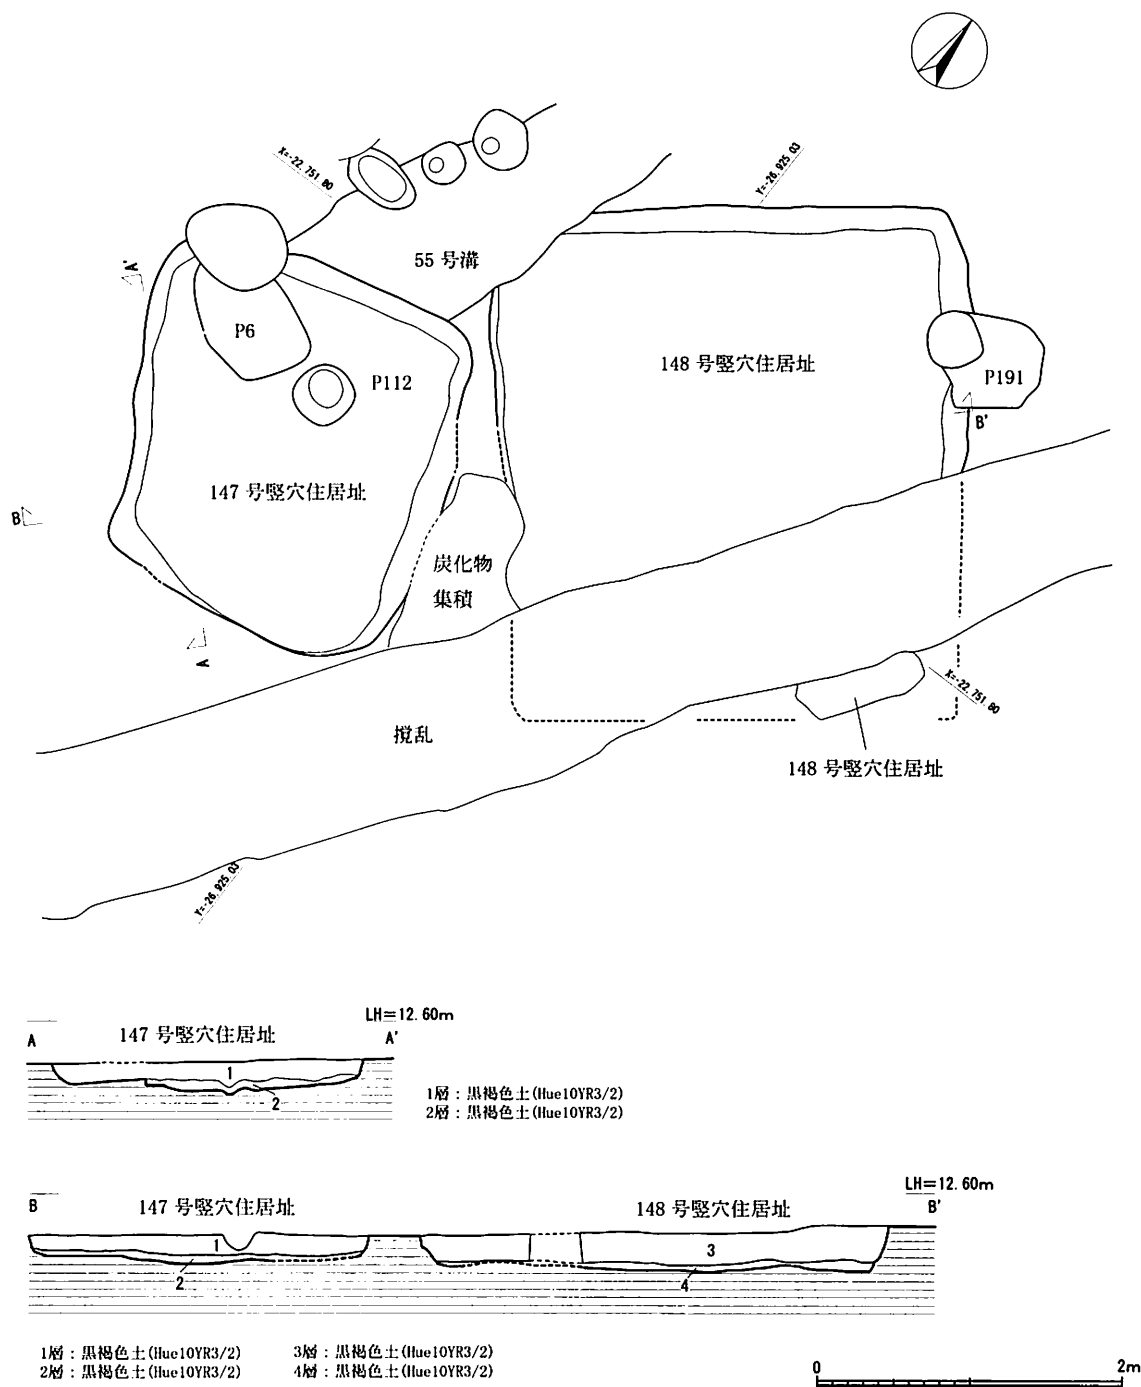 X=-22,751.80
Y=-26,925.03
55 号溝
A'
P6
148 号竪穴住居址
P112
P191
B'
147 号竪穴住居址
B
炭化物
集積
A
X=-22,751.80
撹乱
148 号竪穴住居址
Y=-26,925.03
LH=12.60m
A
147 号竪穴住居址
A'
1
2
1層：黒褐色土(Hue10YR3/2)
2層：黒褐色土(Hue10YR3/2)
LH=12.60m
B
147 号竪穴住居址
148 号竪穴住居址
B'
1
3
2
4
1層：黒褐色土(Hue10YR3/2)
3層：黒褐色土(Hue10YR3/2)
2層：黒褐色土(Hue10YR3/2)
4層：黒褐色土(Hue10YR3/2)
0
2m